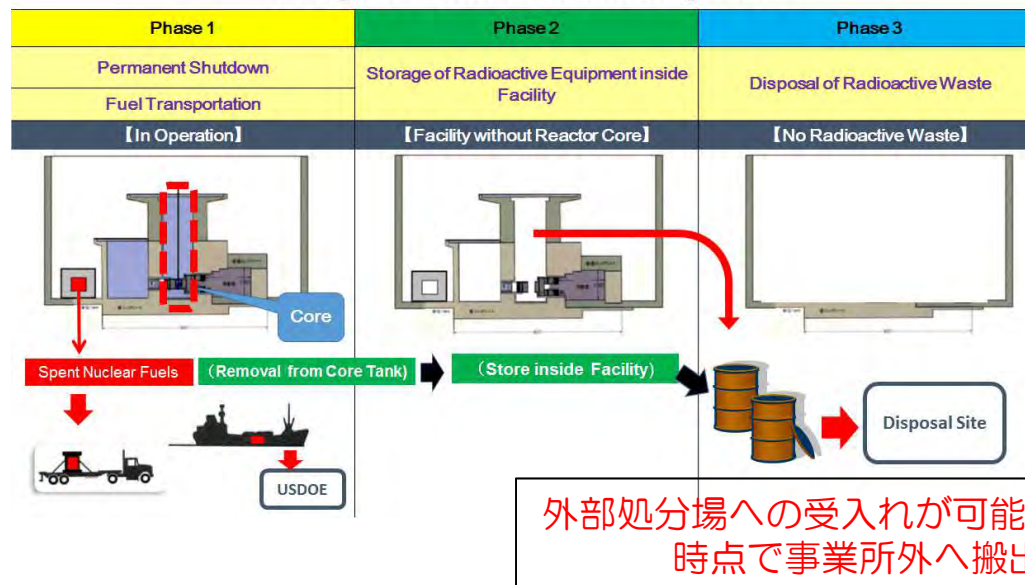 Phase 1
Phase 2
Phase 3
Permanent Shutdown
Fuel Transportation
Storage of Radioactive Equipment inside
Facility
Disposal of Radioactive Waste
【In Operation】
【Facility without Reactor Core】
【No Radioactive Waste】
Core
Spent Nuclear Fuels
(Removal from Core Tank)
(Store inside Facility)
USDOE
Disposal Site
外部処分場への受入れが可能
時点で事業所外へ搬出